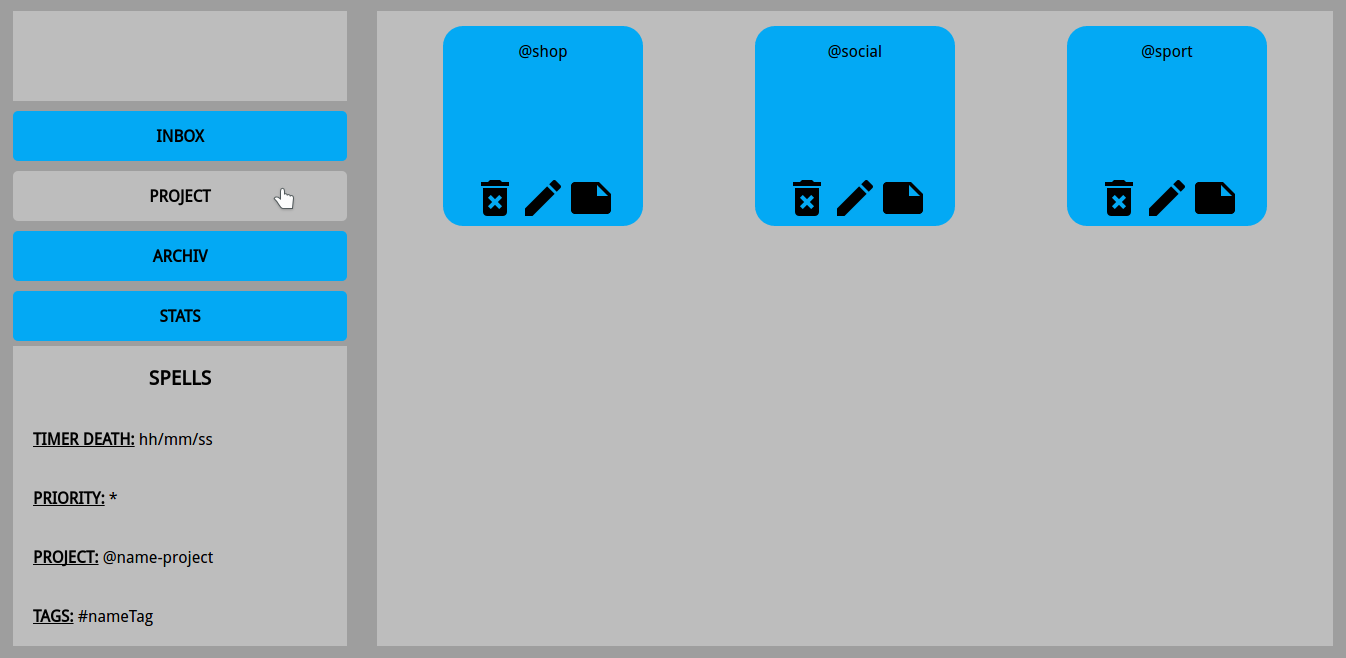 INBOX
PROJECT
ARCHIV
STATS
SPELLS
TIMER DEATH: hh/mm/ss
PRIORITY: *
PROJECT: @name-project
TAGS: #nameTag
@shop
@social
@sport